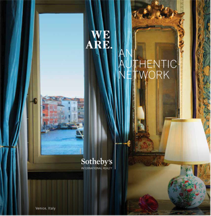 WE
ARE.
AN
AUTHENTIC
NETWORK
Sotheby's
INTERNATIONAL REALTY
Venice, Italy